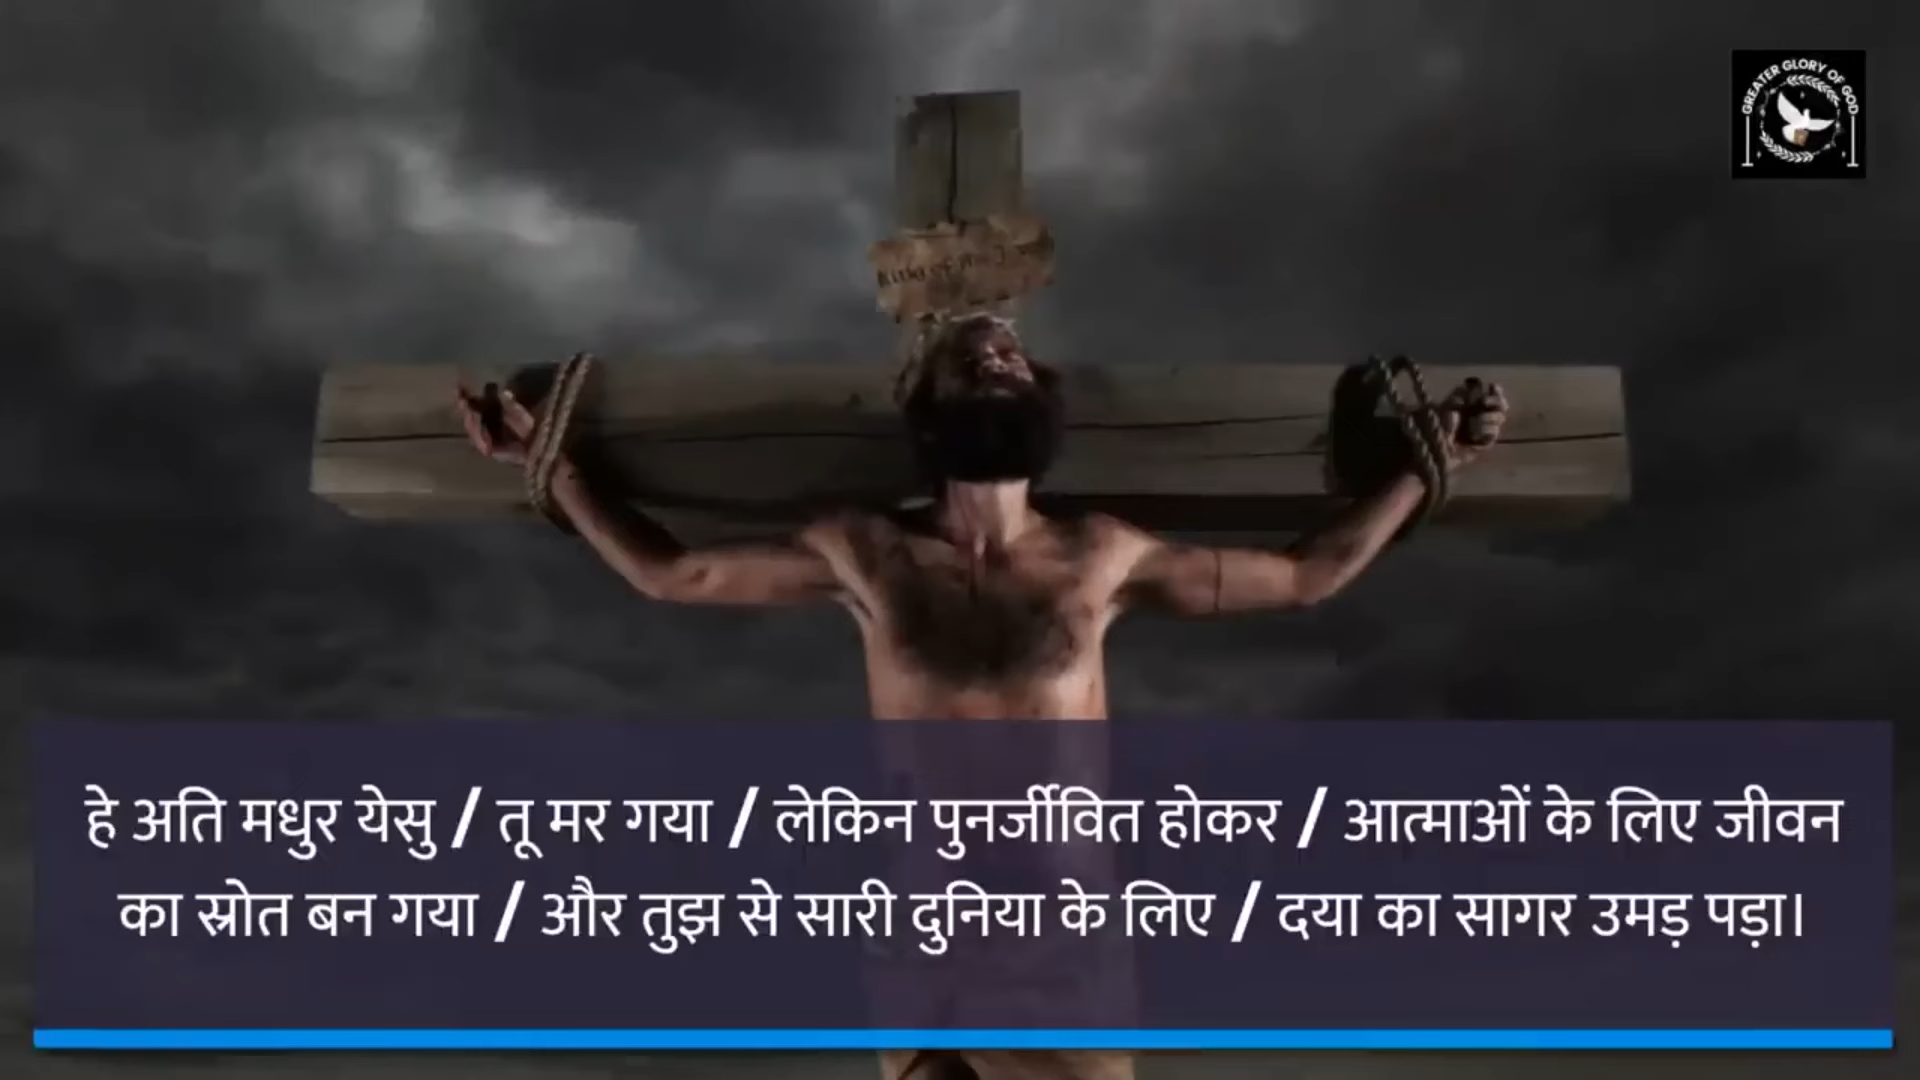 GREATER GLORY OF GOD
हे अति मधुर येसु / तू मर गया / लेकिन पुनर्जीवित होकर / आत्माओं के लिए जीवन
का स्रोत बन गया / और तुझ से सारी दुनिया के लिए / दया का सागर उमड़ पड़ा।